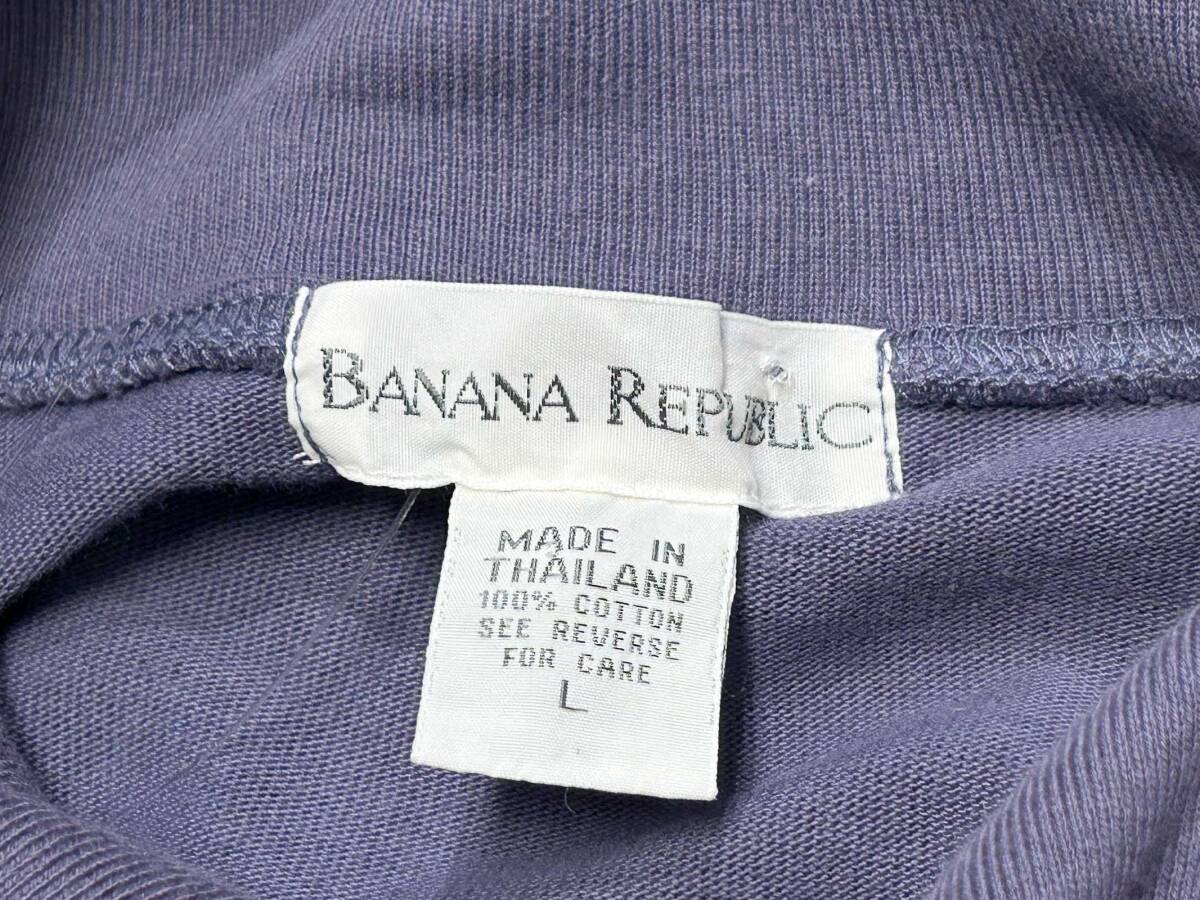 BANANA REPUBLIC
MADE IN
THAILAND
100% COTTON
SEE REVERSE
FOR CARE
L